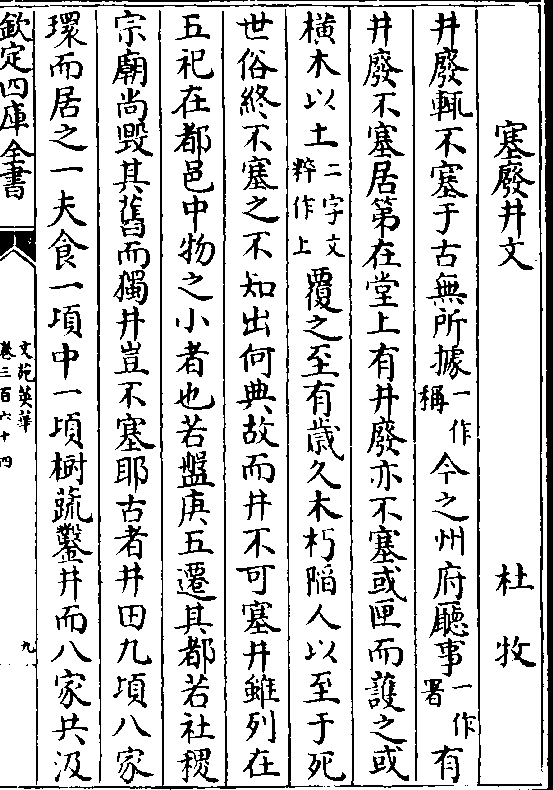 塞廢井文　杜牧
井廢輒不塞于古無所據一作稱今之州府廳事一作署有
井廢不塞居第在堂上有井廢亦不塞或匣而護之或
橫木以土二字文粹作上覆之至有歲久木朽陷人以至于死
世俗終不塞之不知出何典故而井不可塞井雖列在
五祀在都邑中物之小者也若盤庚五遷其都若社稷
宗廟尚毀其舊而獨井豈不塞耶古者井田九頃八家
環而居之一夫食一頃中一頃樹蔬鑿井而八家共汲
欽定四庫全書
文苑英華
卷三百六十四
九